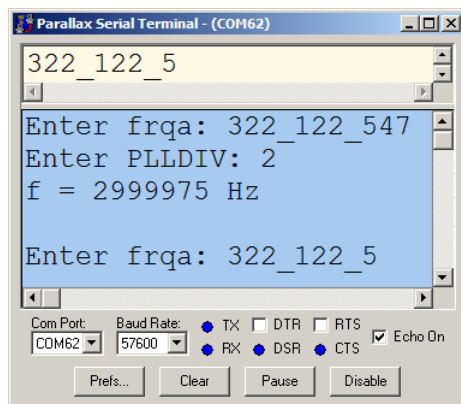 Parallax Serial Terminal - (COM62)
322_122_5
Enter frqa: 322_122_547
Enter PLLDIV: 2
f = 2999975 Hz
Enter frqa: 322_122_5
Com Port: Baud Rate: TX DTR RTS
COM62 57600 RX DSR CTS Echo On
Prefs... Clear Pause Disable